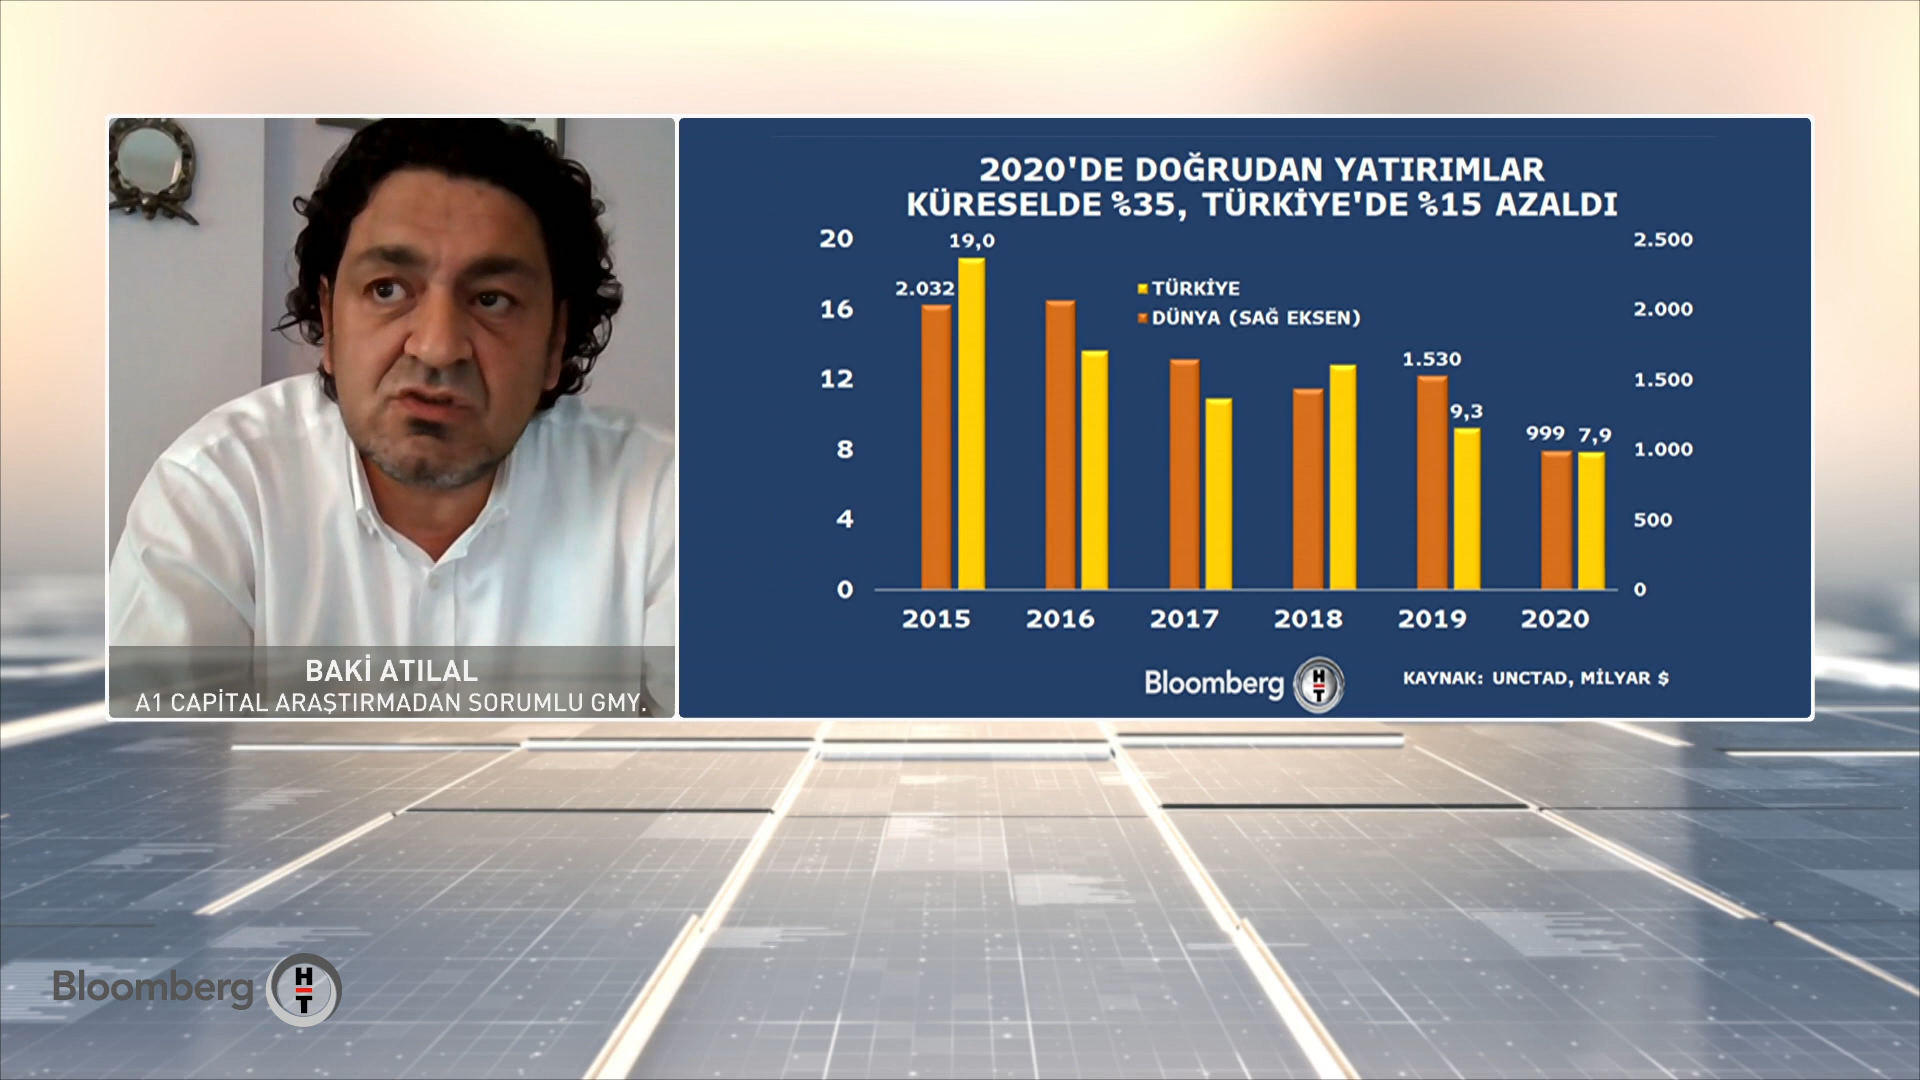 2020'DE DOĞRUDAN YATIRIMLAR
KÜRESELDE %35, TÜRKİYE'DE %15 AZALDI
20
16
12
8
4
0
2.500
2.000
1.500
1.000
500
0
TÜRKİYE
DÜNYA (SAĞ EKSEN)
2.032
19,0
1.530
9,3
999
7,9
2015 2016 2017 2018 2019 2020
Bloomberg HT
KAYNAK: UNCTAD, MİLYAR $
BAKİ ATILAL
A1 CAPİTAL ARAŞTIRMADAN SORUMLU GMY.
Bloomberg HT